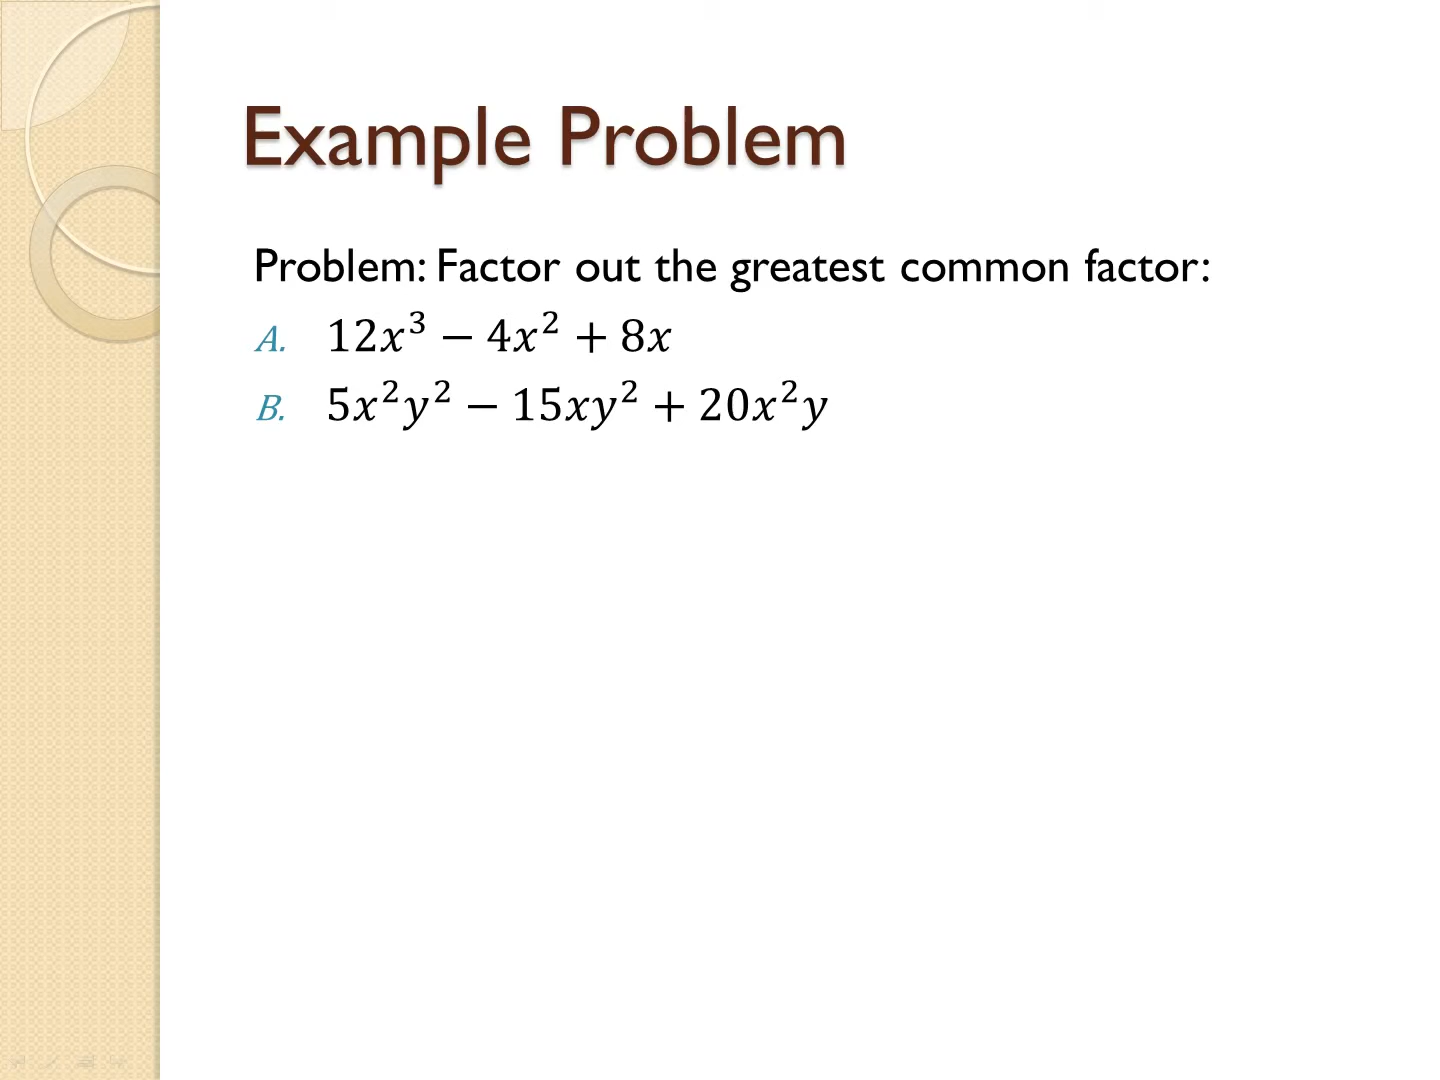 Example Problem
Problem: Factor out the greatest common factor:
A. 12x³ − 4x² + 8x
B. 5x²y² − 15xy² + 20x²y